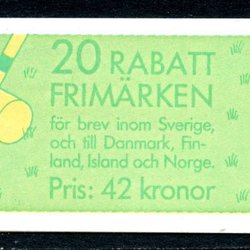 20 RABATT
FRIMÄRKEN
för brev inom Sverige,
och till Danmark, Fin-
land, Island och Norge.
Pris: 42 kronor